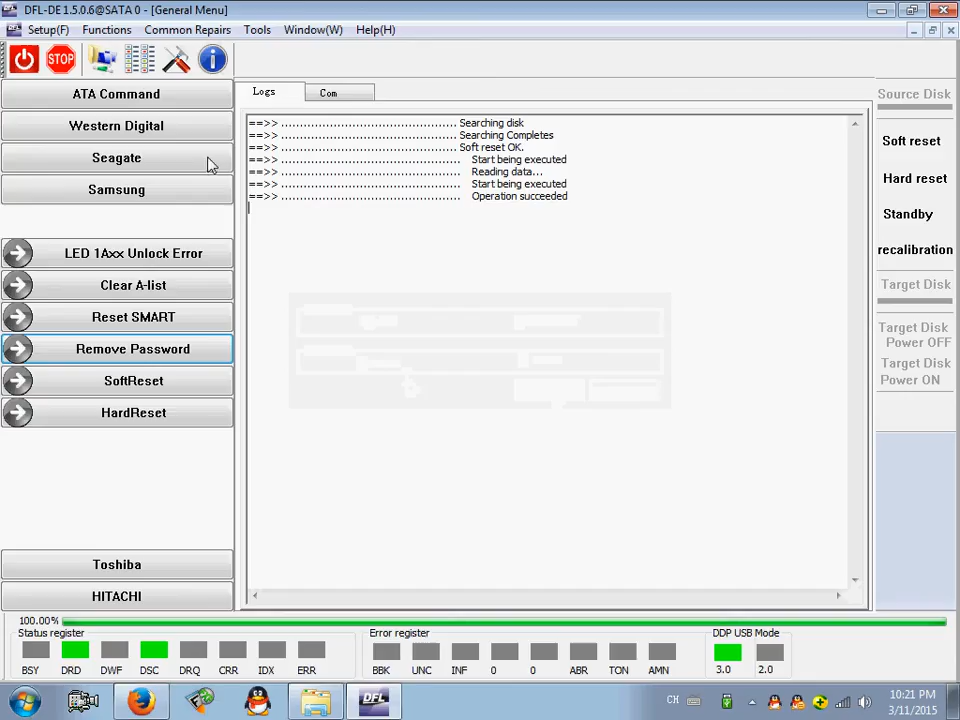 DFL-DE 1.5.0.6@SATA 0 - [General Menu]
Setup(F) Functions Common Repairs Tools Window(W) Help(H)
STOP
ATA Command
Western Digital
Seagate
Samsung
LED 1Axx Unlock Error
Clear A-list
Reset SMART
Remove Password
SoftReset
HardReset
Toshiba
HITACHI
Logs Com
==>> .............................................. Searching disk
==>> .............................................. Searching Completes
==>> .............................................. Soft reset OK.
==>> .............................................. Start being executed
==>> .............................................. Reading data...
==>> .............................................. Start being executed
==>> .............................................. Operation succeeded
Source Disk
Soft reset
Hard reset
Standby
recalibration
Target Disk
Target Disk
Power OFF
Target Disk
Power ON
100.00%
Status register
BSY DRD DWF DSC DRQ CRR IDX ERR
Error register
BBK UNC INF 0 0 ABR TON AMN
DDP USB Mode
3.0 2.0
DFL
CH
10:21 PM
3/11/2015